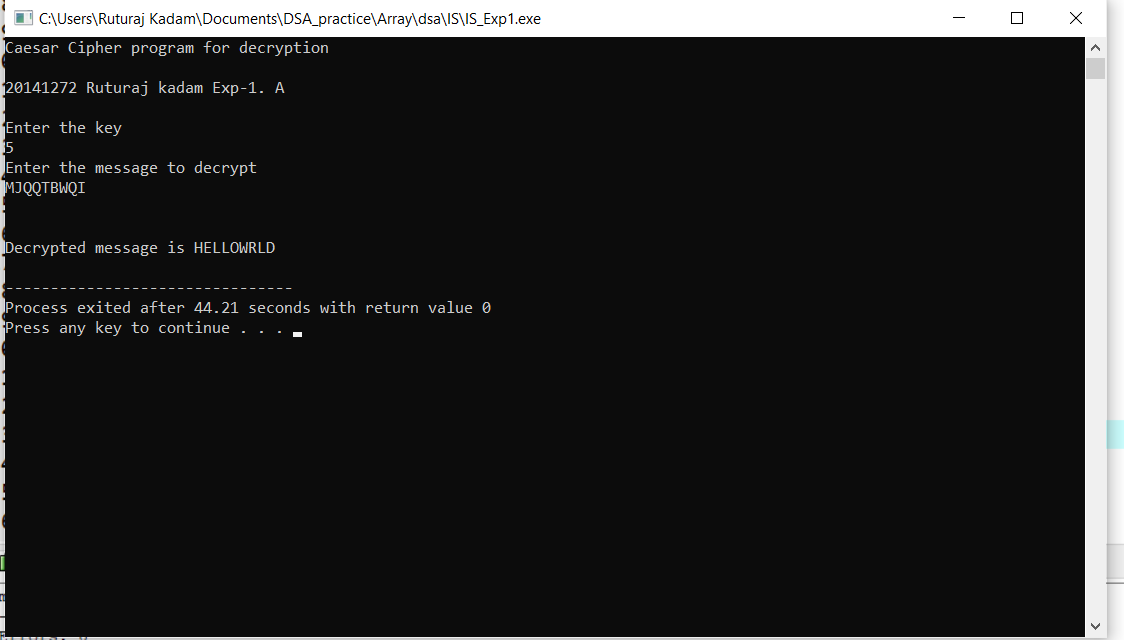 C:\Users\Ruturaj Kadam\Documents\DSA_practice\Array\dsa\IS\IS_Exp1.exe
Caesar Cipher program for decryption
20141272 Ruturaj kadam Exp-1. A
Enter the key
5
Enter the message to decrypt
MJQQTBWQI
Decrypted message is HELLOWRLD
--------------------------------
Process exited after 44.21 seconds with return value 0
Press any key to continue . . .